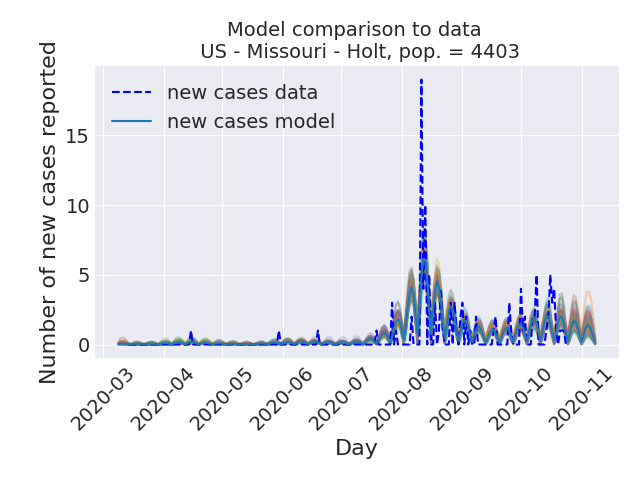 Model comparison to data
US - Missouri - Holt, pop. = 4403
new cases data
new cases model
Number of new cases reported
15
10
5
0
2020-03
2020-04
2020-05
2020-06
2020-07
2020-08
2020-09
2020-10
2020-11
Day